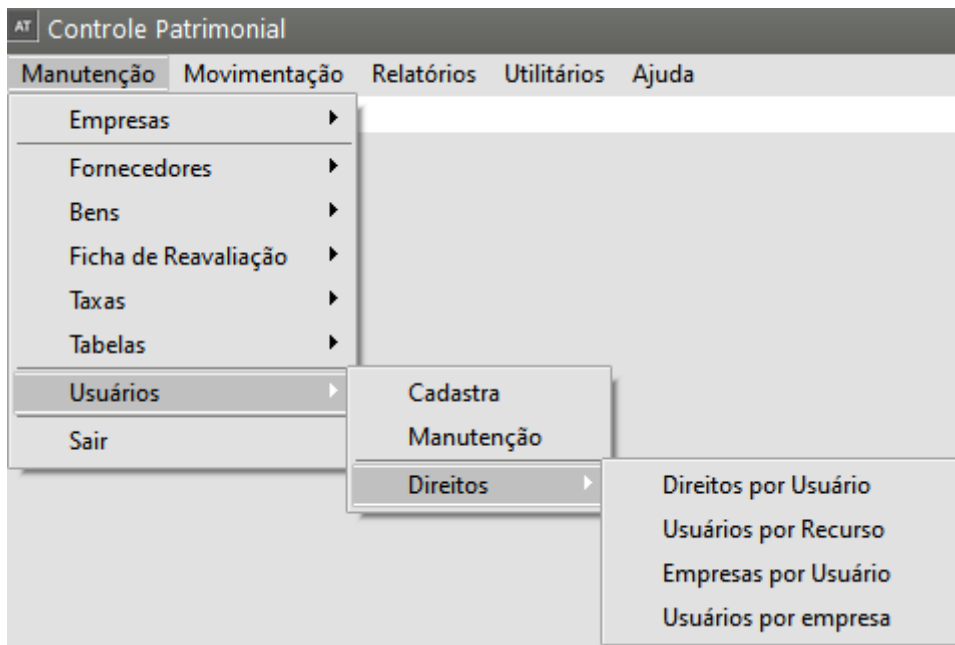 AT Controle Patrimonial
Manutenção Movimentação Relatórios Utilitários Ajuda
Empresas
Fornecedores
Bens
Ficha de Reavaliação
Taxas
Tabelas
Usuários
Sair
Cadastra
Manutenção
Direitos
Direitos por Usuário
Usuários por Recurso
Empresas por Usuário
Usuários por empresa